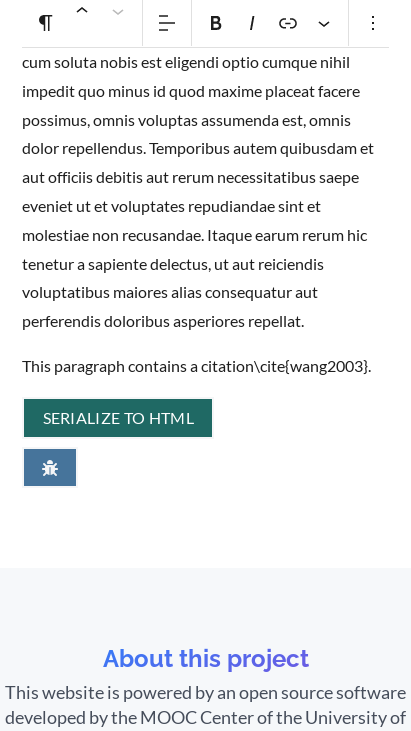 ¶ B I
cum soluta nobis est eligendi optio cumque nihil
impedit quo minus id quod maxime placeat facere
possimus, omnis voluptas assumenda est, omnis
dolor repellendus. Temporibus autem quibusdam et
aut officiis debitis aut rerum necessitatibus saepe
eveniet ut et voluptates repudiandae sint et
molestiae non recusandae. Itaque earum rerum hic
tenetur a sapiente delectus, ut aut reiciendis
voluptatibus maiores alias consequatur aut
perferendis doloribus asperiores repellat.
This paragraph contains a citation\cite{wang2003}.
SERIALIZE TO HTML
About this project
This website is powered by an open source software
developed by the MOOC Center of the University of